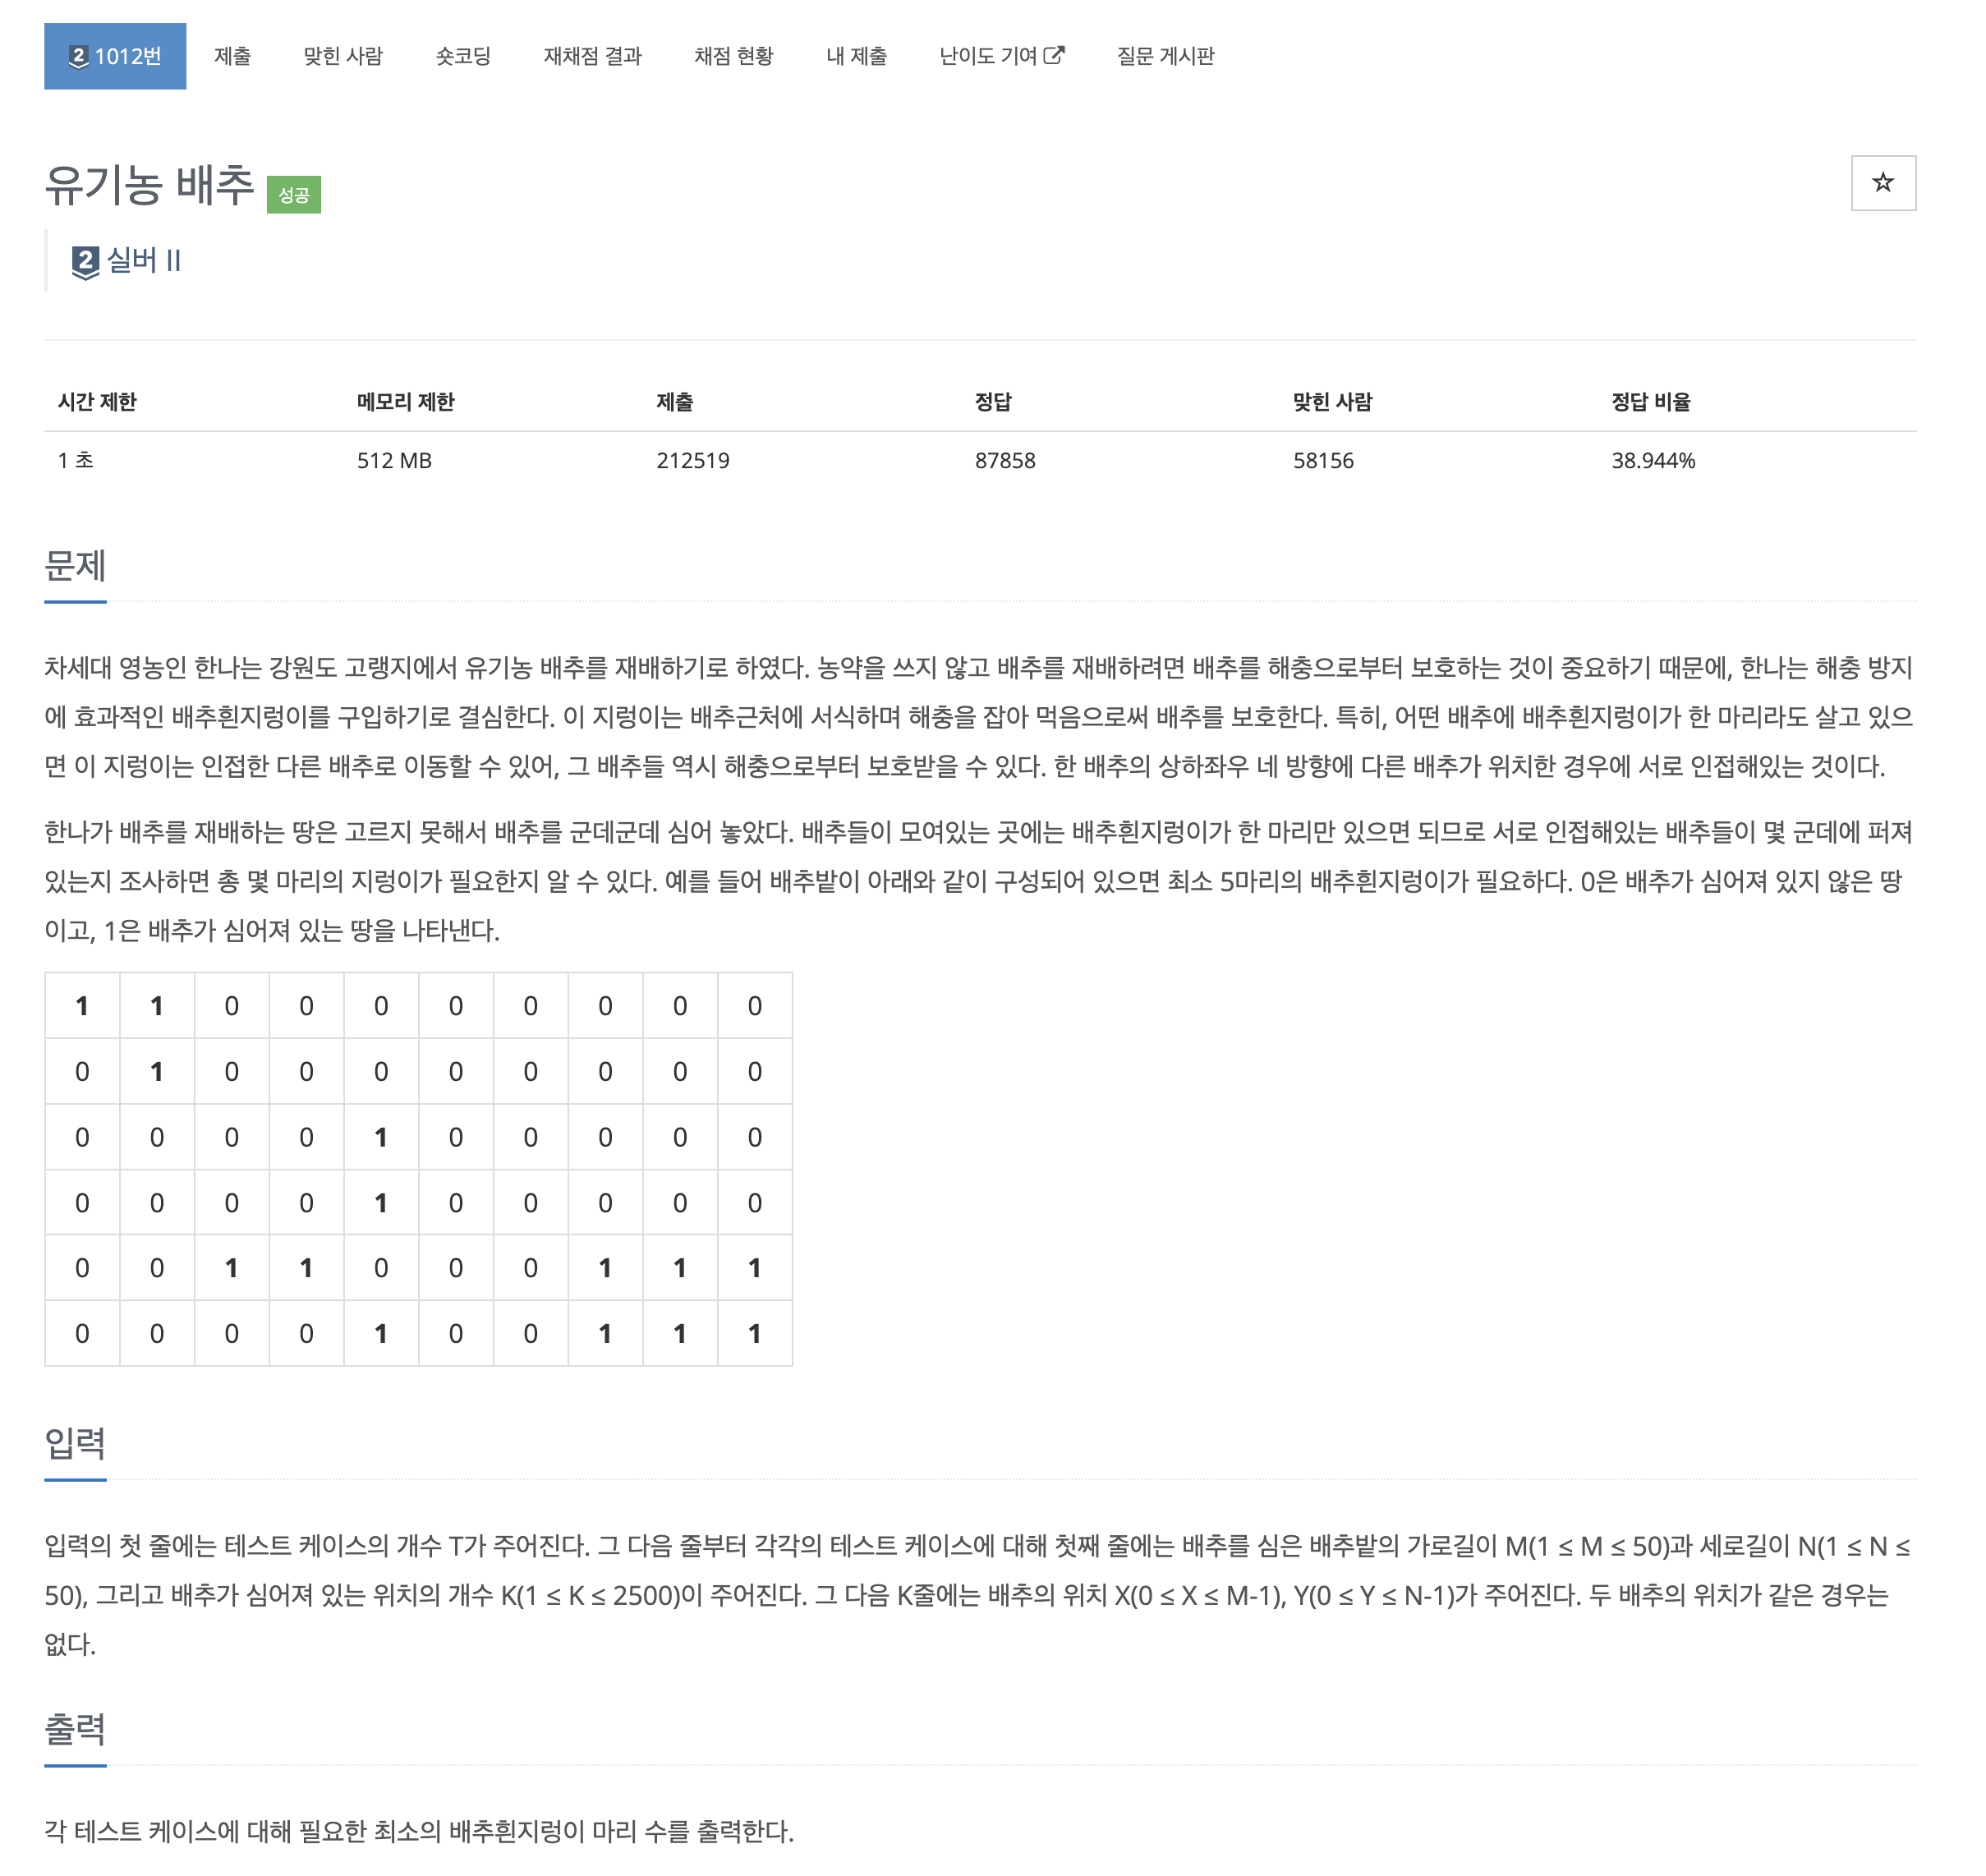 2 1012번 제출 맞힌 사람 숏코딩 재채점 결과 채점 현황 내 제출 난이도 기여 질문 게시판
유기농 배추 성공
2 실버 II
시간 제한 메모리 제한 제출 정답 맞힌 사람 정답 비율
1 초 512 MB 212519 87858 58156 38.944%
문제
차세대 영농인 한나는 강원도 고랭지에서 유기농 배추를 재배하기로 하였다. 농약을 쓰지 않고 배추를 재배하려면 배추를 해충으로부터 보호하는 것이 중요하기 때문에, 한나는 해충 방지
에 효과적인 배추흰지렁이를 구입하기로 결심한다. 이 지렁이는 배추근처에 서식하며 해충을 잡아 먹음으로써 배추를 보호한다. 특히, 어떤 배추에 배추흰지렁이가 한 마리라도 살고 있으
면 이 지렁이는 인접한 다른 배추로 이동할 수 있어, 그 배추들 역시 해충으로부터 보호받을 수 있다. 한 배추의 상하좌우 네 방향에 다른 배추가 위치한 경우에 서로 인접해있는 것이다.
한나가 배추를 재배하는 땅은 고르지 못해서 배추를 군데군데 심어 놓았다. 배추들이 모여있는 곳에는 배추흰지렁이가 한 마리만 있으면 되므로 서로 인접해있는 배추들이 몇 군데에 퍼져
있는지 조사하면 총 몇 마리의 지렁이가 필요한지 알 수 있다. 예를 들어 배추밭이 아래와 같이 구성되어 있으면 최소 5마리의 배추흰지렁이가 필요하다. 0은 배추가 심어져 있지 않은 땅
이고, 1은 배추가 심어져 있는 땅을 나타낸다.
1 1 0 0 0 0 0 0 0 0
0 1 0 0 0 0 0 0 0 0
0 0 0 0 1 0 0 0 0 0
0 0 0 0 1 0 0 0 0 0
0 0 1 1 0 0 0 1 1 1
0 0 0 0 1 0 0 1 1 1
입력
입력의 첫 줄에는 테스트 케이스의 개수 T가 주어진다. 그 다음 줄부터 각각의 테스트 케이스에 대해 첫째 줄에는 배추를 심은 배추밭의 가로길이 M(1 ≤ M ≤ 50)과 세로길이 N(1 ≤ N ≤
50), 그리고 배추가 심어져 있는 위치의 개수 K(1 ≤ K ≤ 2500)이 주어진다. 그 다음 K줄에는 배추의 위치 X(0 ≤ X ≤ M-1), Y(0 ≤ Y ≤ N-1)가 주어진다. 두 배추의 위치가 같은 경우는
없다.
출력
각 테스트 케이스에 대해 필요한 최소의 배추흰지렁이 마리 수를 출력한다.